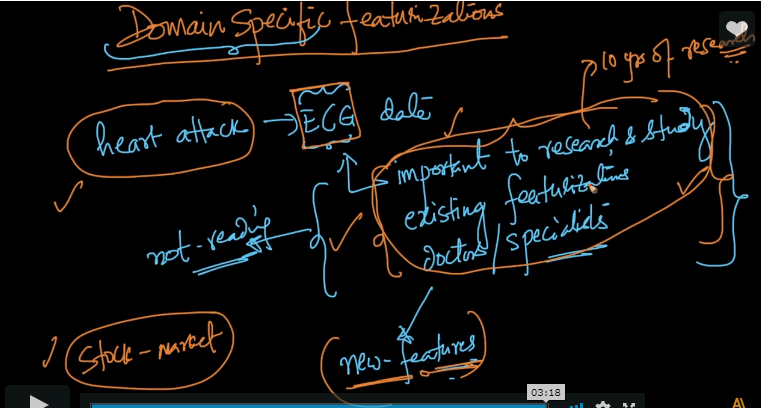 Domain Specific featurizations
10 yrs of research
heart attack → ECG data
important to research & study
existing featurizations
doctors / specialists
not-reading
stock-market
new-features
03:18